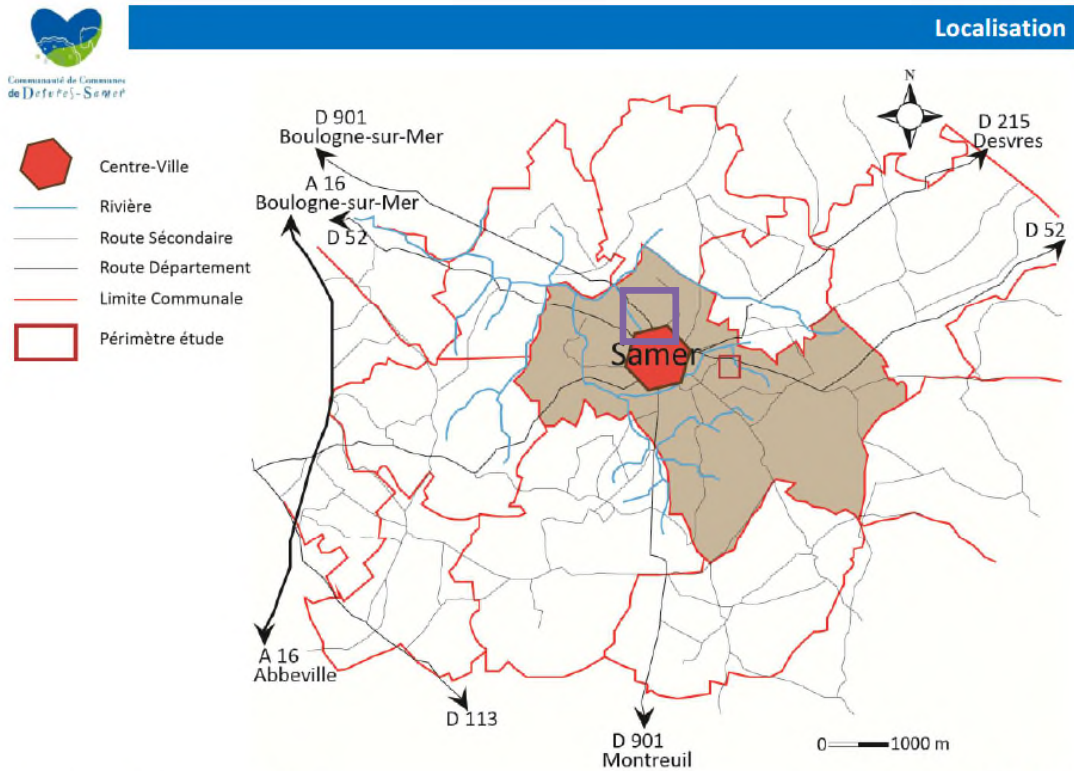 Localisation
Communauté de Communes
de Desvres-Samer
Centre-Ville
Rivière
Route Sécondaire
Route Département
Limite Communale
Périmètre étude
N
D 901
Boulogne-sur-Mer
A 16
Boulogne-sur-Mer
D 52
D 215
Desvres
D 52
Samer
A 16
Abbeville
D 113
D 901
Montreuil
0 1000 m